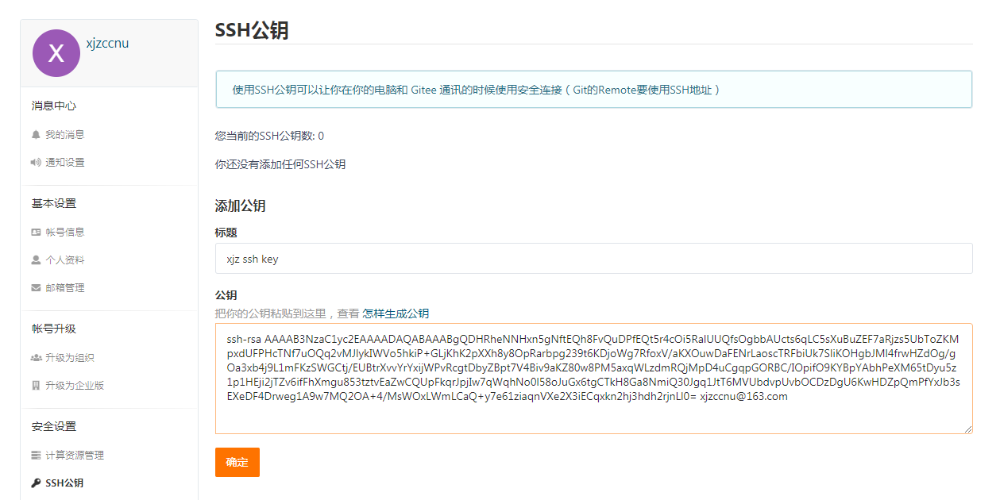 X
xjzccnu
消息中心
我的消息
通知设置
基本设置
帐号信息
个人资料
邮箱管理
帐号升级
升级为组织
升级为企业版
安全设置
计算资源管理
SSH公钥
SSH公钥
使用SSH公钥可以让你在你的电脑和 Gitee 通讯的时候使用安全连接（Git的Remote要使用SSH地址）
您当前的SSH公钥数: 0
你还没有添加任何SSH公钥
添加公钥
标题
xjz ssh key
公钥
把你的公钥粘贴到这里，查看 怎样生成公钥
ssh-rsa AAAAB3NzaC1yc2EAAAADAQABAAABgQDHRheNNHxn5gNftEQh8FvQuDPfEQt5r4cOi5RalUUQfsOgbbAUcts6qLC5sXuBuZEF7aRjzs5UbToZKM
pxdUFPHcTNf7uOQq2vMJIykIWVo5hkiP+GLjKhK2pXXh8y8OpRarbpg239t6KDjoWg7RfoxV/aKXOuwDaFENrLaoscTRFbiUk7SliKOHgbJMl4frwHZdOg/g
Oa3xb4j9L1mFKzSWGCtj/EUBtrXvvYrYxijWPvRcgtDbyZBpt7V4Biv9aKZ80w8PM5axqWLzdmRQjMpD4uCgqpGORBC/IOpifO9KYBpYAbhPeXM65tDyu5z
1p1HEji2jTZv6ifFhXmgu853tztvEaZwCQUpFkqrJpjIw7qWqhNo0I58oJuGx6tgCTkH8Ga8NmiQ30Jgq1JtT6MVUbdvpUvbOCDzDgU6KwHDZpQmPfYxJb3s
EXeDF4Drweg1A9w7MQ2OA+4/MsWOxLWmLCaQ+y7e61ziaqnVXe2X3iECqxkn2hj3hdh2rjnLI0= xjzccnu@163.com
确定